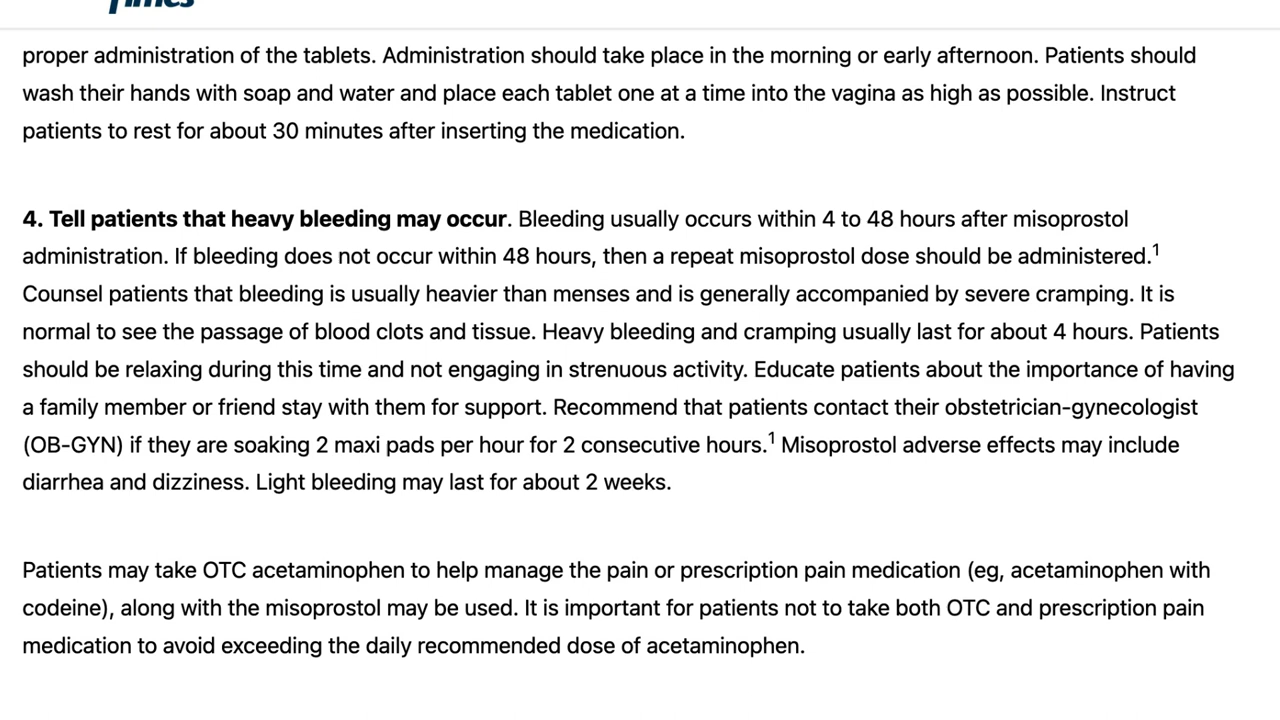 Times
proper administration of the tablets. Administration should take place in the morning or early afternoon. Patients should
wash their hands with soap and water and place each tablet one at a time into the vagina as high as possible. Instruct
patients to rest for about 30 minutes after inserting the medication.
4. Tell patients that heavy bleeding may occur. Bleeding usually occurs within 4 to 48 hours after misoprostol
administration. If bleeding does not occur within 48 hours, then a repeat misoprostol dose should be administered.1
Counsel patients that bleeding is usually heavier than menses and is generally accompanied by severe cramping. It is
normal to see the passage of blood clots and tissue. Heavy bleeding and cramping usually last for about 4 hours. Patients
should be relaxing during this time and not engaging in strenuous activity. Educate patients about the importance of having
a family member or friend stay with them for support. Recommend that patients contact their obstetrician-gynecologist
(OB-GYN) if they are soaking 2 maxi pads per hour for 2 consecutive hours.1 Misoprostol adverse effects may include
diarrhea and dizziness. Light bleeding may last for about 2 weeks.
Patients may take OTC acetaminophen to help manage the pain or prescription pain medication (eg, acetaminophen with
codeine), along with the misoprostol may be used. It is important for patients not to take both OTC and prescription pain
medication to avoid exceeding the daily recommended dose of acetaminophen.